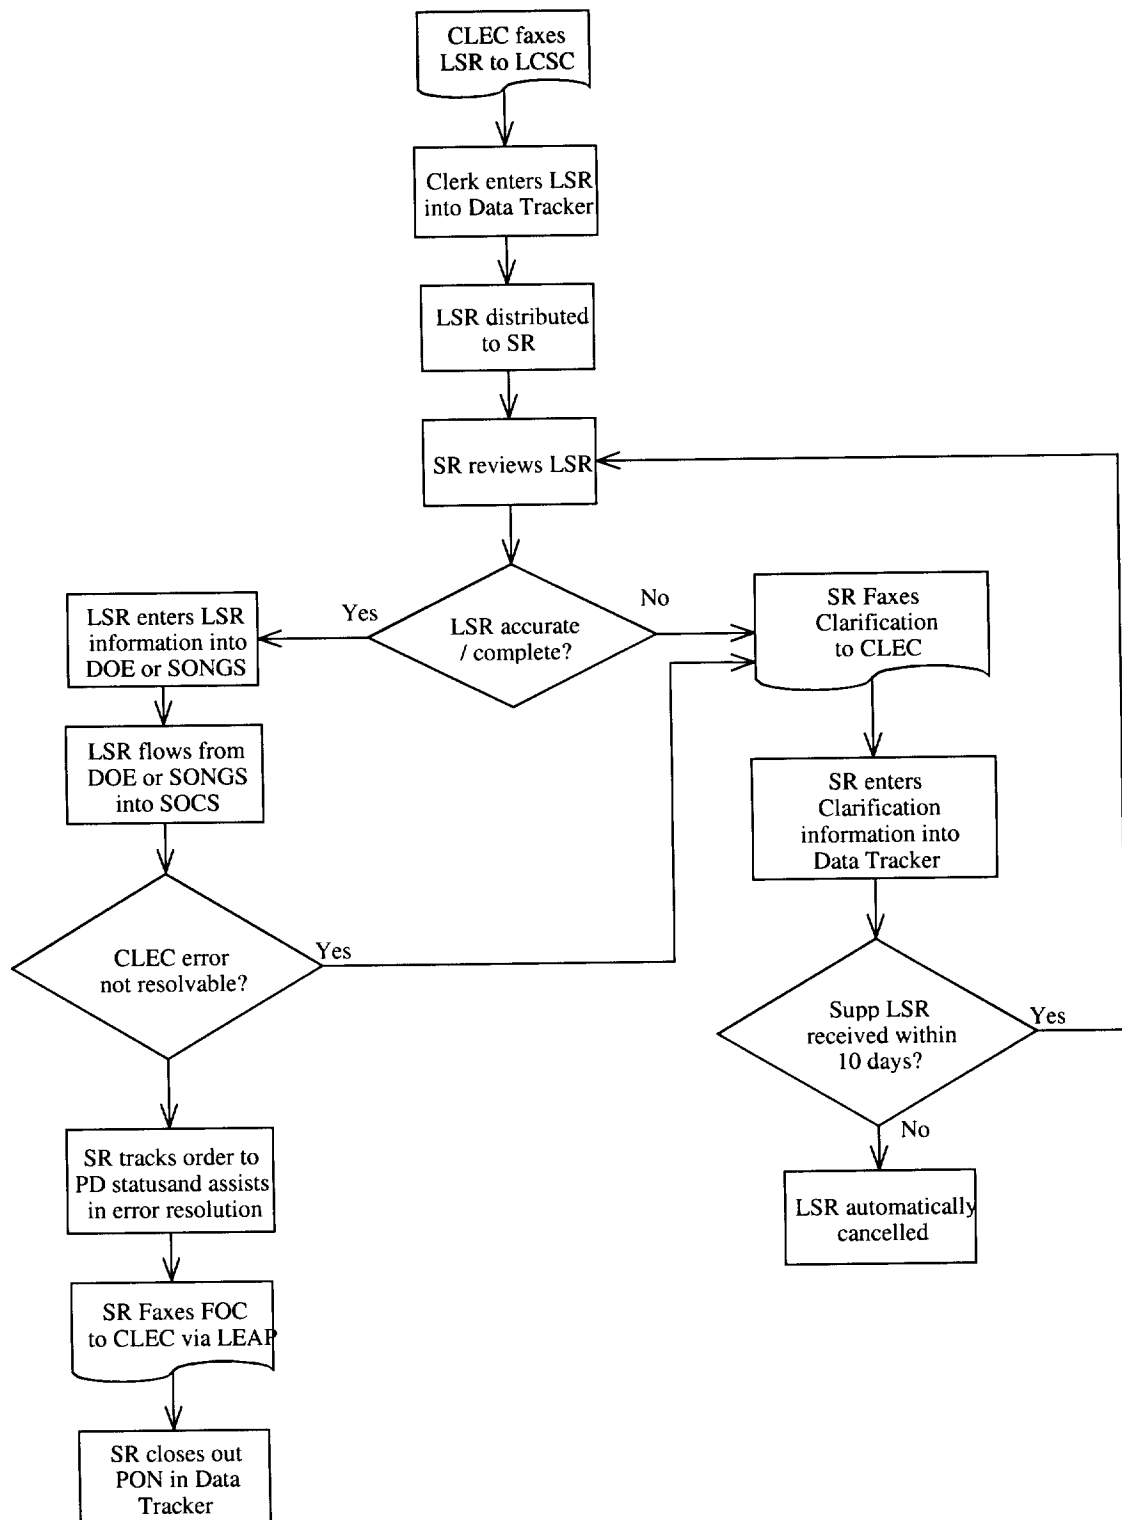 CLEC faxes
LSR to LCSC
Clerk enters LSR
into Data Tracker
LSR distributed
to SR
SR reviews LSR
LSR accurate
/ complete?
Yes
No
LSR enters LSR
information into
DOE or SONGS
SR Faxes
Clarification
to CLEC
LSR flows from
DOE or SONGS
into SOCS
SR enters
Clarification
information into
Data Tracker
CLEC error
not resolvable?
Yes
Supp LSR
received within
10 days?
Yes
No
SR tracks order to
PD statusand assists
in error resolution
LSR automatically
cancelled
SR Faxes FOC
to CLEC via LEAP
SR closes out
PON in Data
Tracker